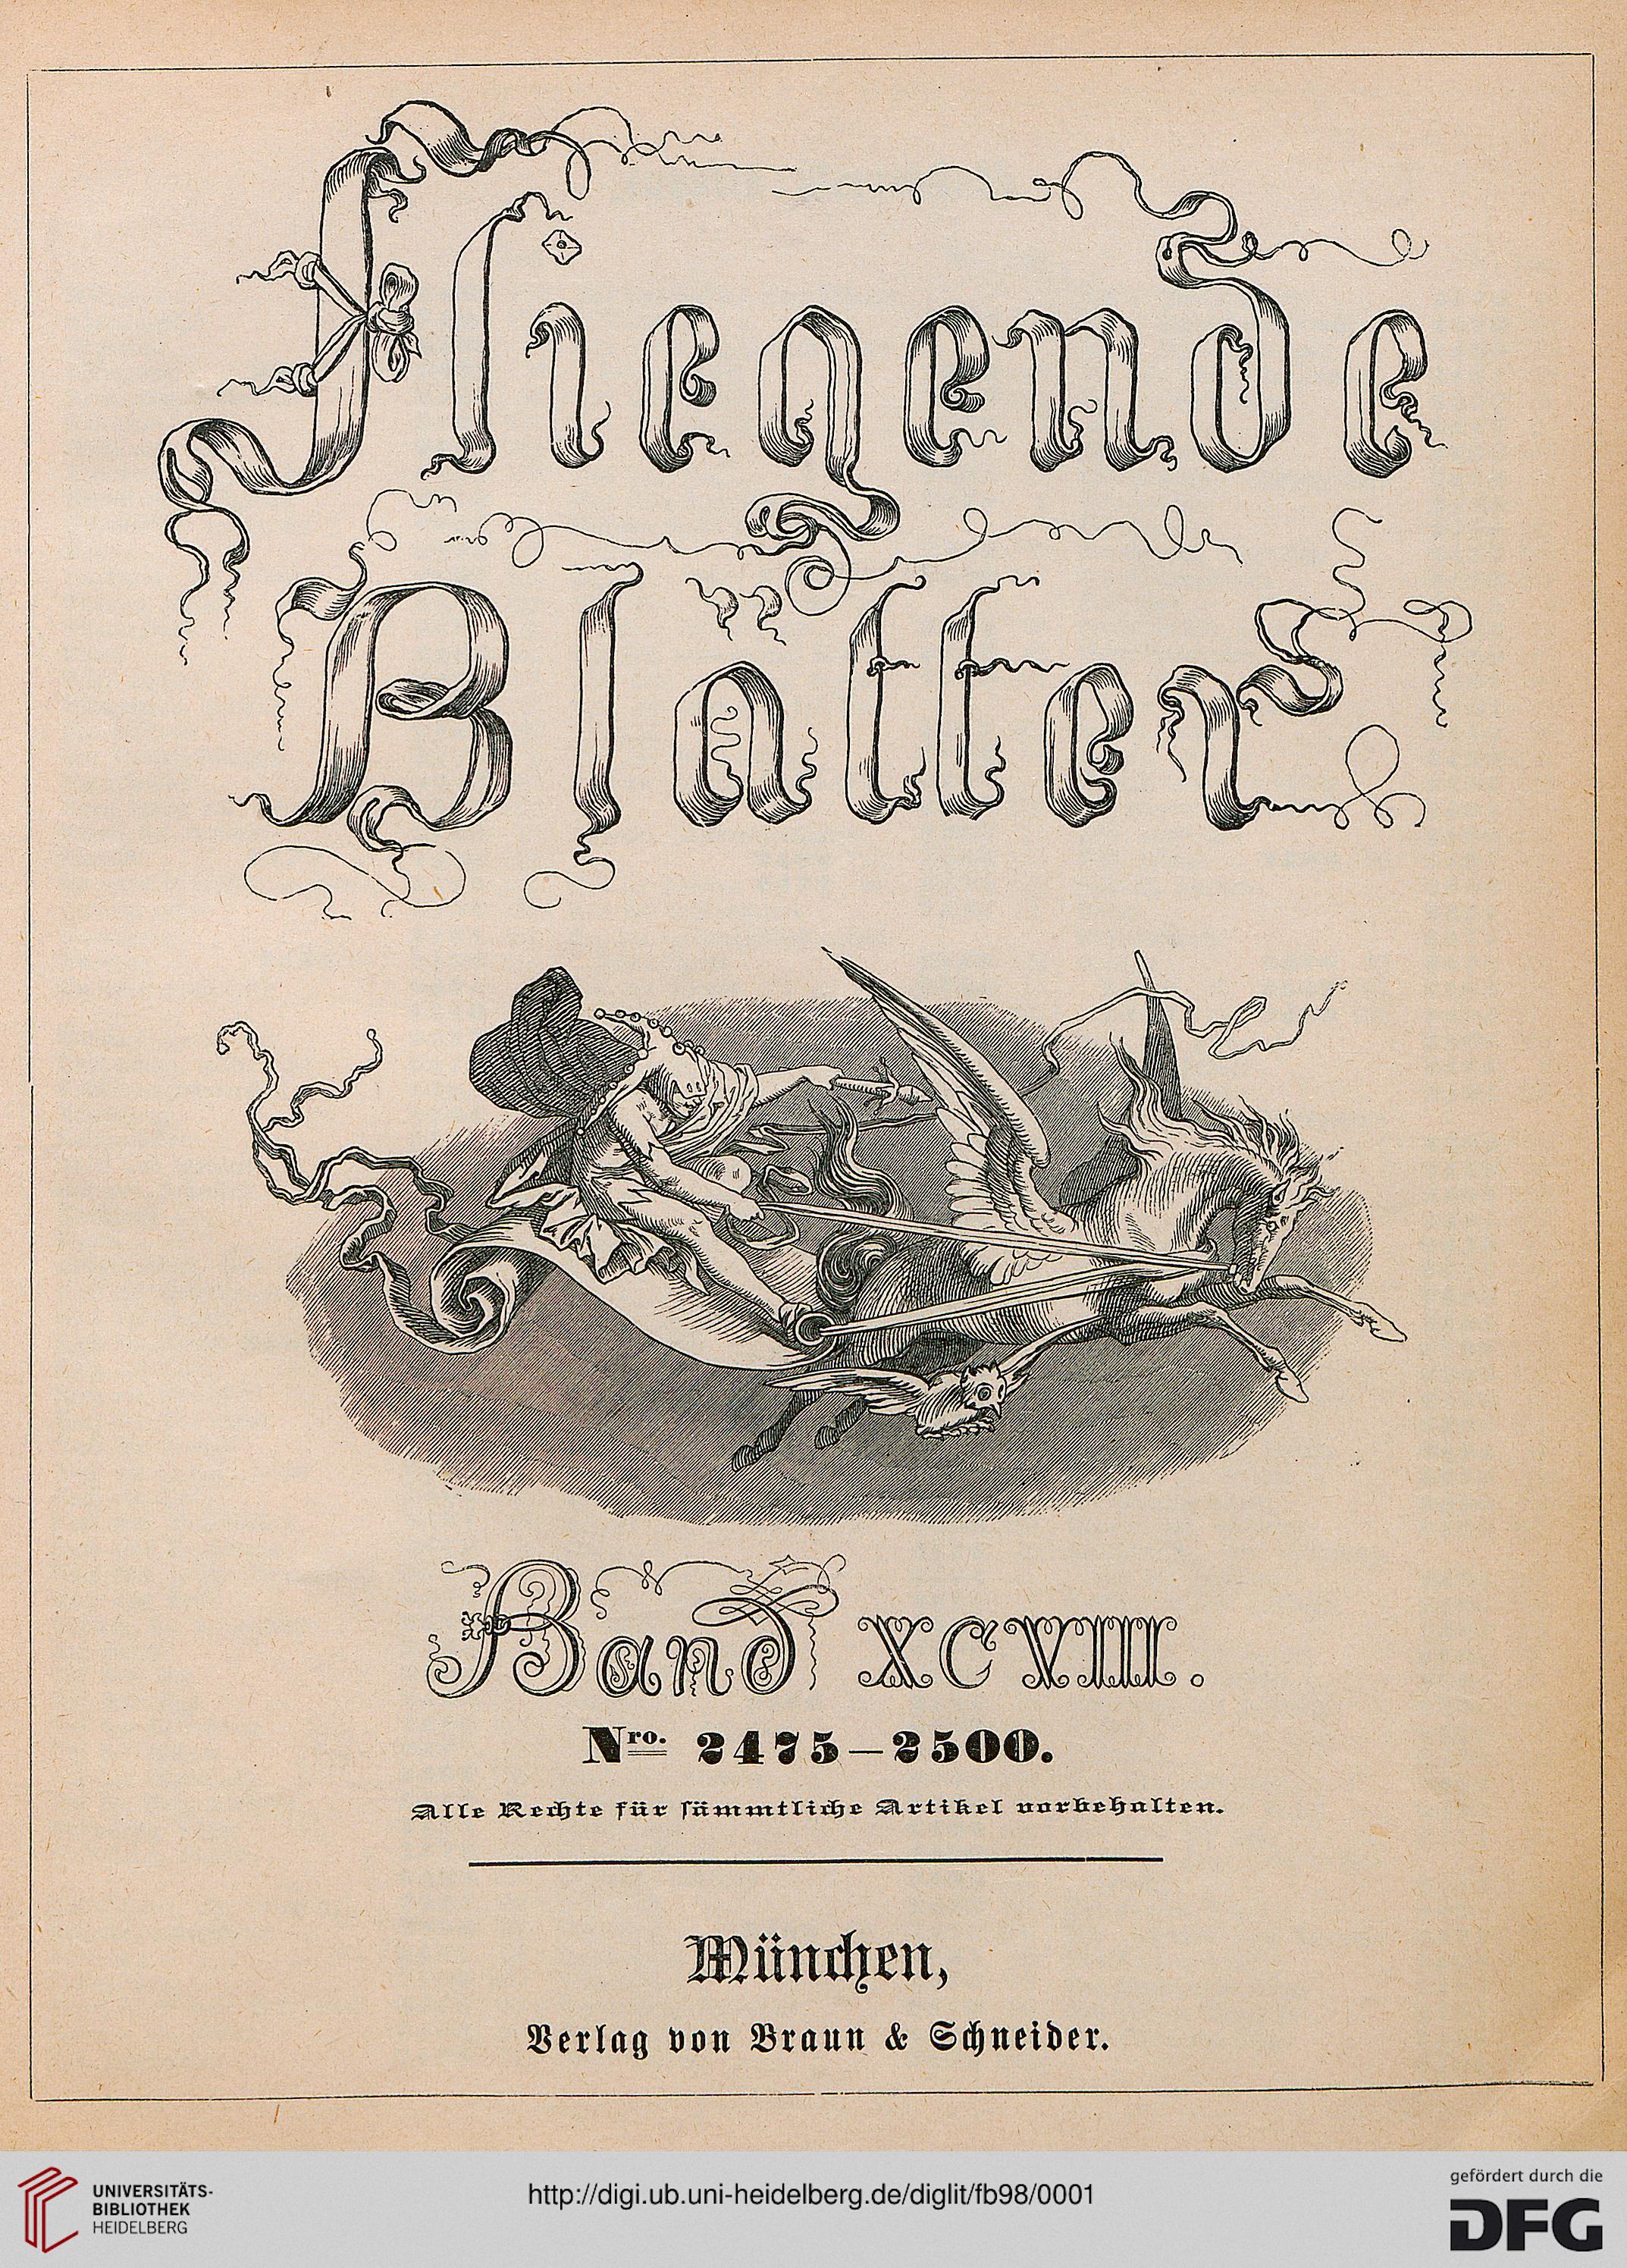 Fliegende
Blätter
Band XCVIII.
Nro. 2475–2500.
Alle Rechte für sämmtliche Artikel vorbehalten.
München,
Verlag von Braun & Schneider.
UNIVERSITÄTS-
BIBLIOTHEK
HEIDELBERG
http://digi.ub.uni-heidelberg.de/diglit/fb98/0001
gefördert durch die
DFG